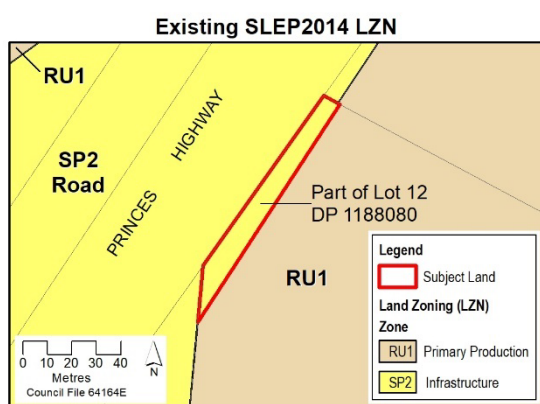 Existing SLEP2014 LZN
RU1
SP2
Road
PRINCES HIGHWAY
Part of Lot 12
DP 1188080
RU1
0 10 20 30 40
Metres
Council File 64164E
N
Legend
Subject Land
Land Zoning (LZN)
Zone
RU1 Primary Production
SP2 Infrastructure